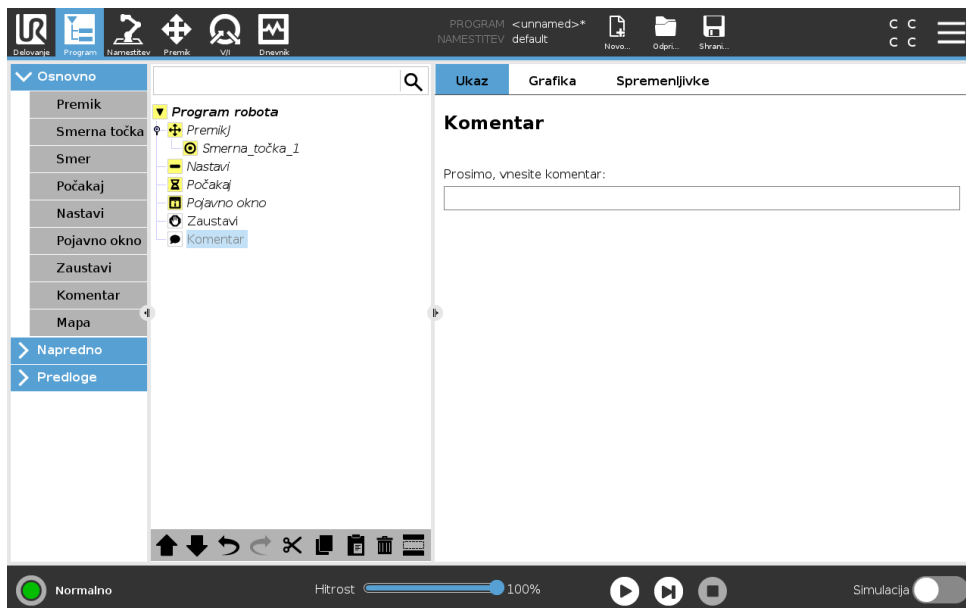 UR
PROGRAM <unnamed>*
NAMESTITEV default
C C
C C
Delovanje Program Namestitev Premik V/I Dnevnik Novo... Odpri... Shrani...
Osnovno
Premik
Smerna točka
Smer
Počakaj
Nastavi
Pojavno okno
Zaustavi
Komentar
Mapa
Napredno
Predloge
Program robota
PremikJ
Smerna_točka_1
Nastavi
Počakaj
Pojavno okno
Zaustavi
Komentar
Ukaz Grafika Spremenljivke
Komentar
Prosimo, vnesite komentar:
Normalno
Hitrost 100%
Simulacija